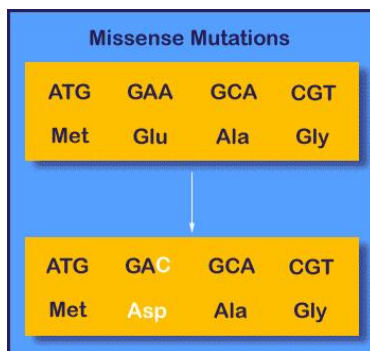 Missense Mutations
ATG GAA GCA CGT
Met Glu Ala Gly
ATG GAC GCA CGT
Met Asp Ala Gly